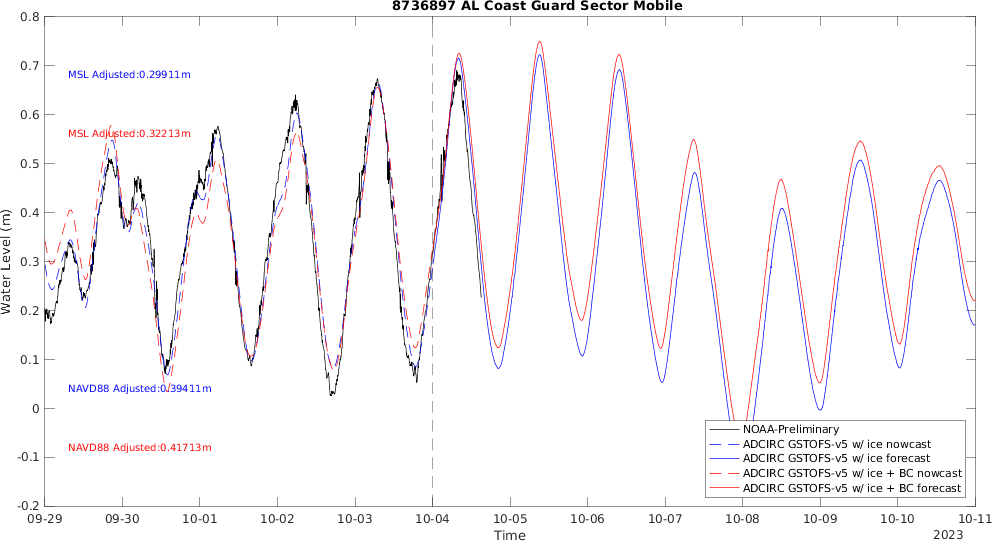 8736897 AL Coast Guard Sector Mobile
0.8
0.7
0.6
0.5
0.4
0.3
0.2
0.1
0
-0.1
-0.2
Water Level (m)
MSL Adjusted:0.29911m
MSL Adjusted:0.32213m
NAVD88 Adjusted:0.39411m
NAVD88 Adjusted:0.41713m
NOAA-Preliminary
ADCIRC GSTOFS-v5 w/ ice nowcast
ADCIRC GSTOFS-v5 w/ ice forecast
ADCIRC GSTOFS-v5 w/ ice + BC nowcast
ADCIRC GSTOFS-v5 w/ ice + BC forecast
09-29 09-30 10-01 10-02 10-03 10-04 10-05 10-06 10-07 10-08 10-09 10-10 10-11
Time
2023